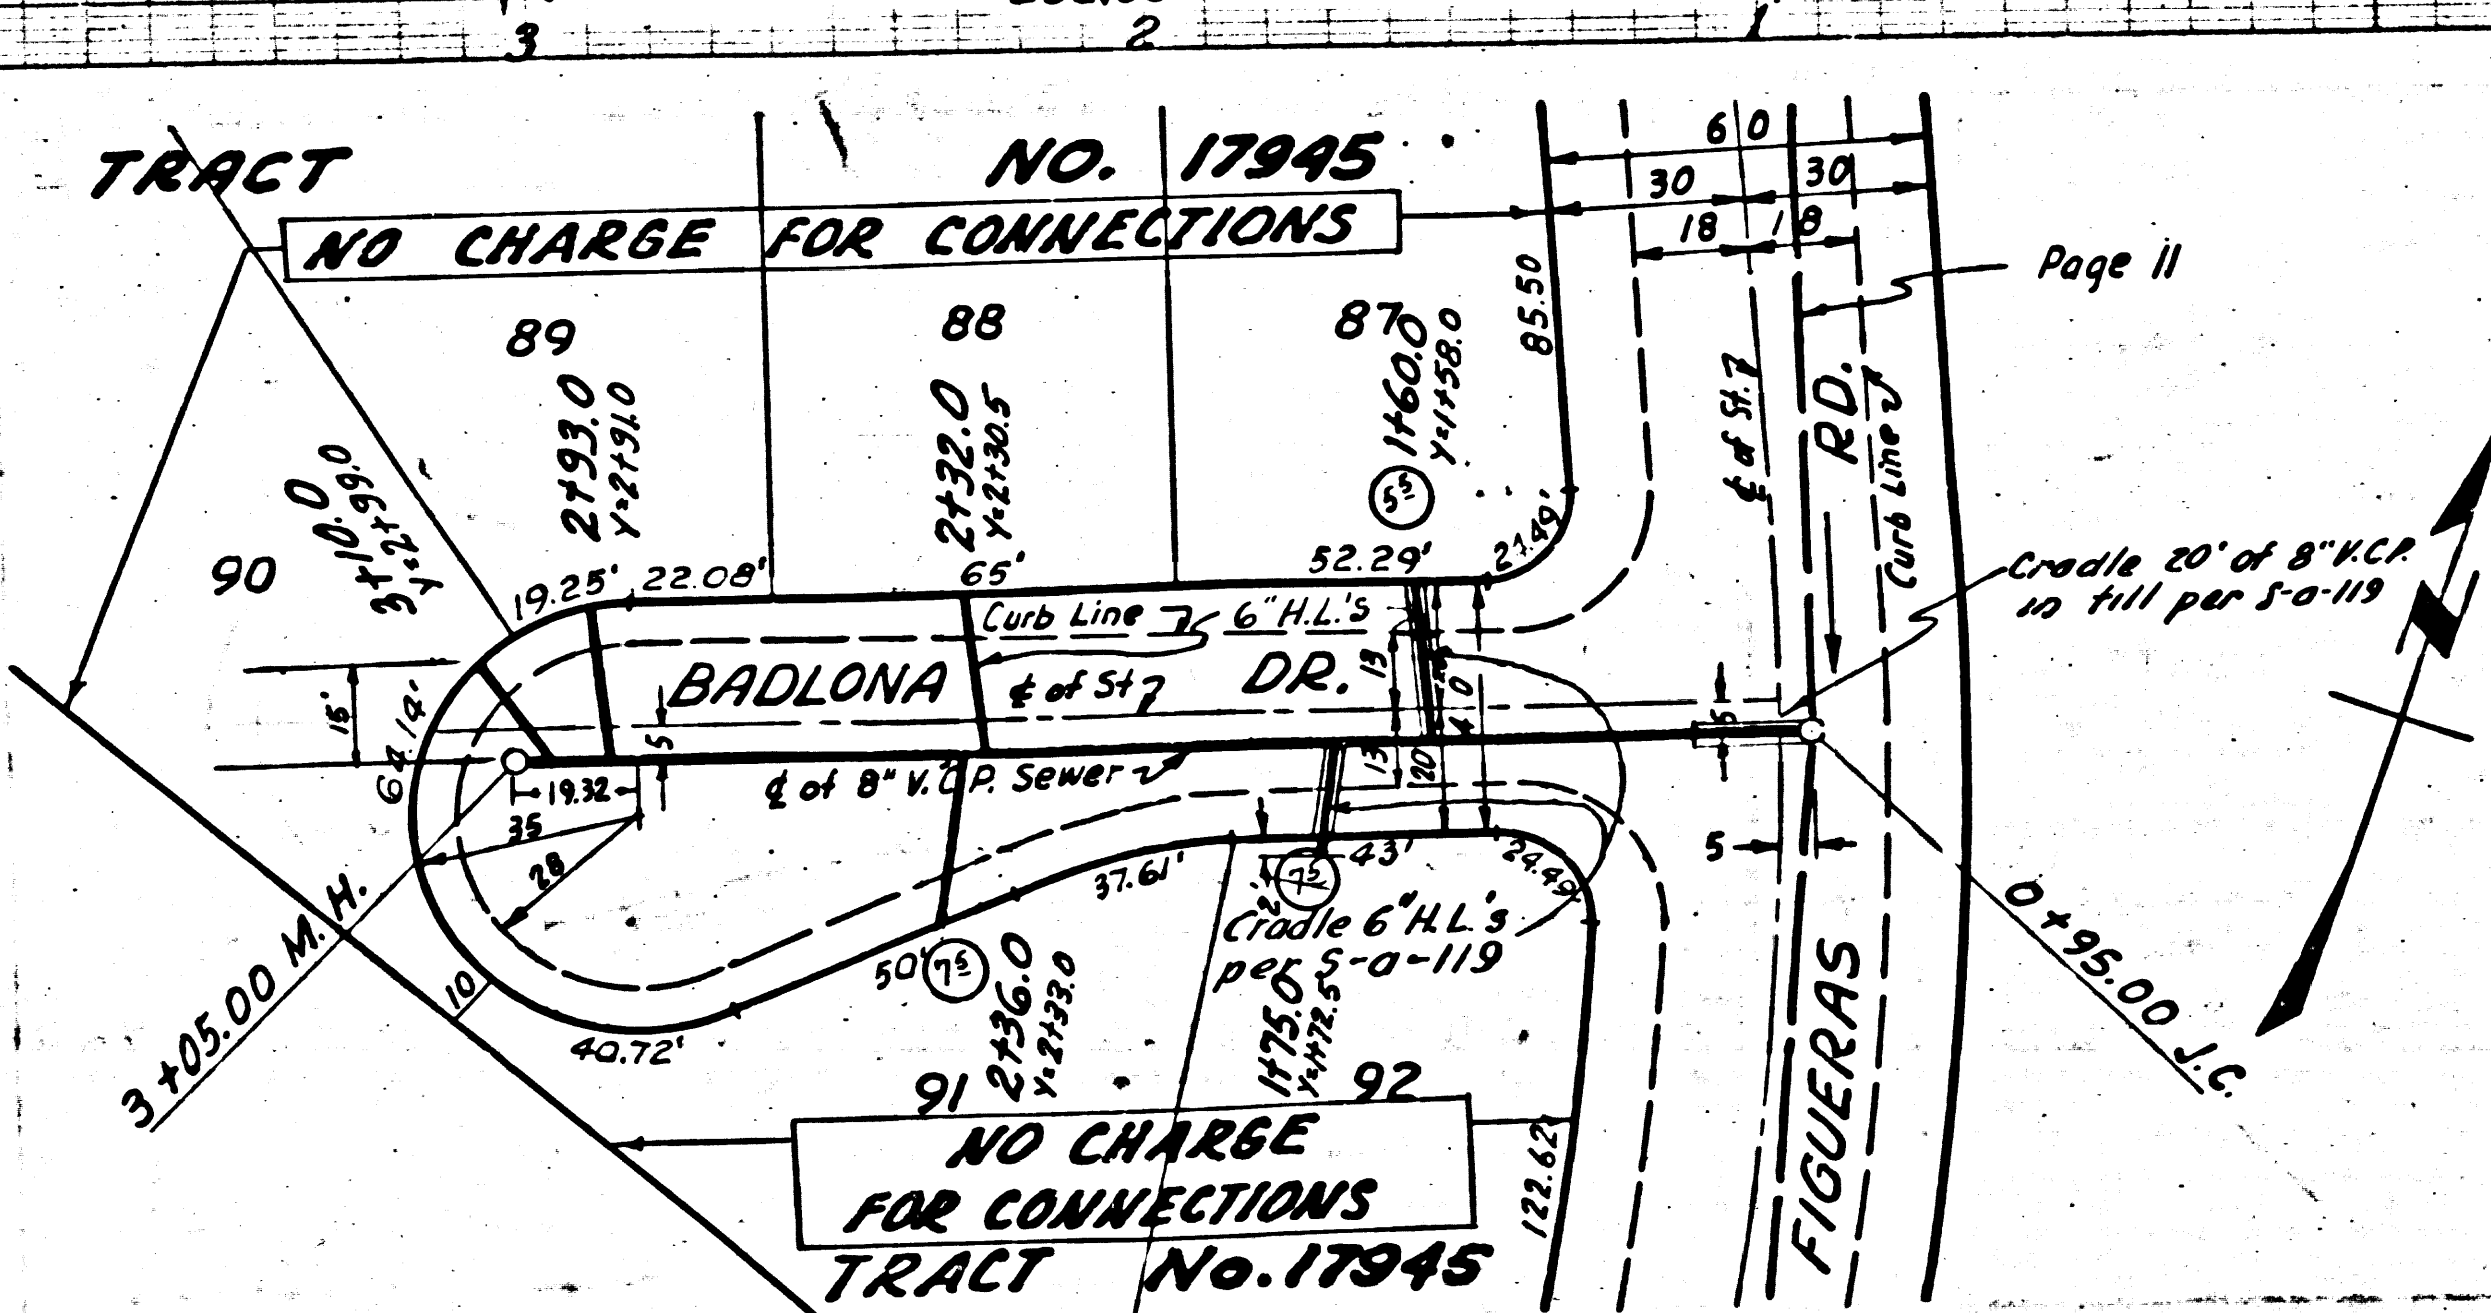 3 2 1
TRACT NO. 17945
NO CHARGE FOR CONNECTIONS
60
30 30
18 18
Page 11
85.50
89 88 87
2+93.0
Y=2+91.0
2+32.0
Y=2+30.5
1+60.0
Y=1+58.0
5⁵
℄ of St.
RD.
Curb Line
90
3+10.0
Y=2+99.0
19.25' 22.08' 65' 52.29'
Cradle 20' of 8" V.C.P.
in fill per S-a-119
Curb Line 6" H.L.'s
BADLONA DR.
℄ of St
13
40
15'
64.14'
5
5
13
20
℄ of 8" V.C.P. Sewer
19.32
35
28
5
37.61' 43' 24.49'
7⁵
Cradle 6" H.L.'s
per S-a-119
50' 7⁵
3+05.00 M.H.
10
40.72'
0+95.00 J.C.
91
2+36.0
Y=2+33.0
1+75.0
Y=1+72.5
92
NO CHARGE
FOR CONNECTIONS
122.62
FIGUERAS
TRACT No. 17945